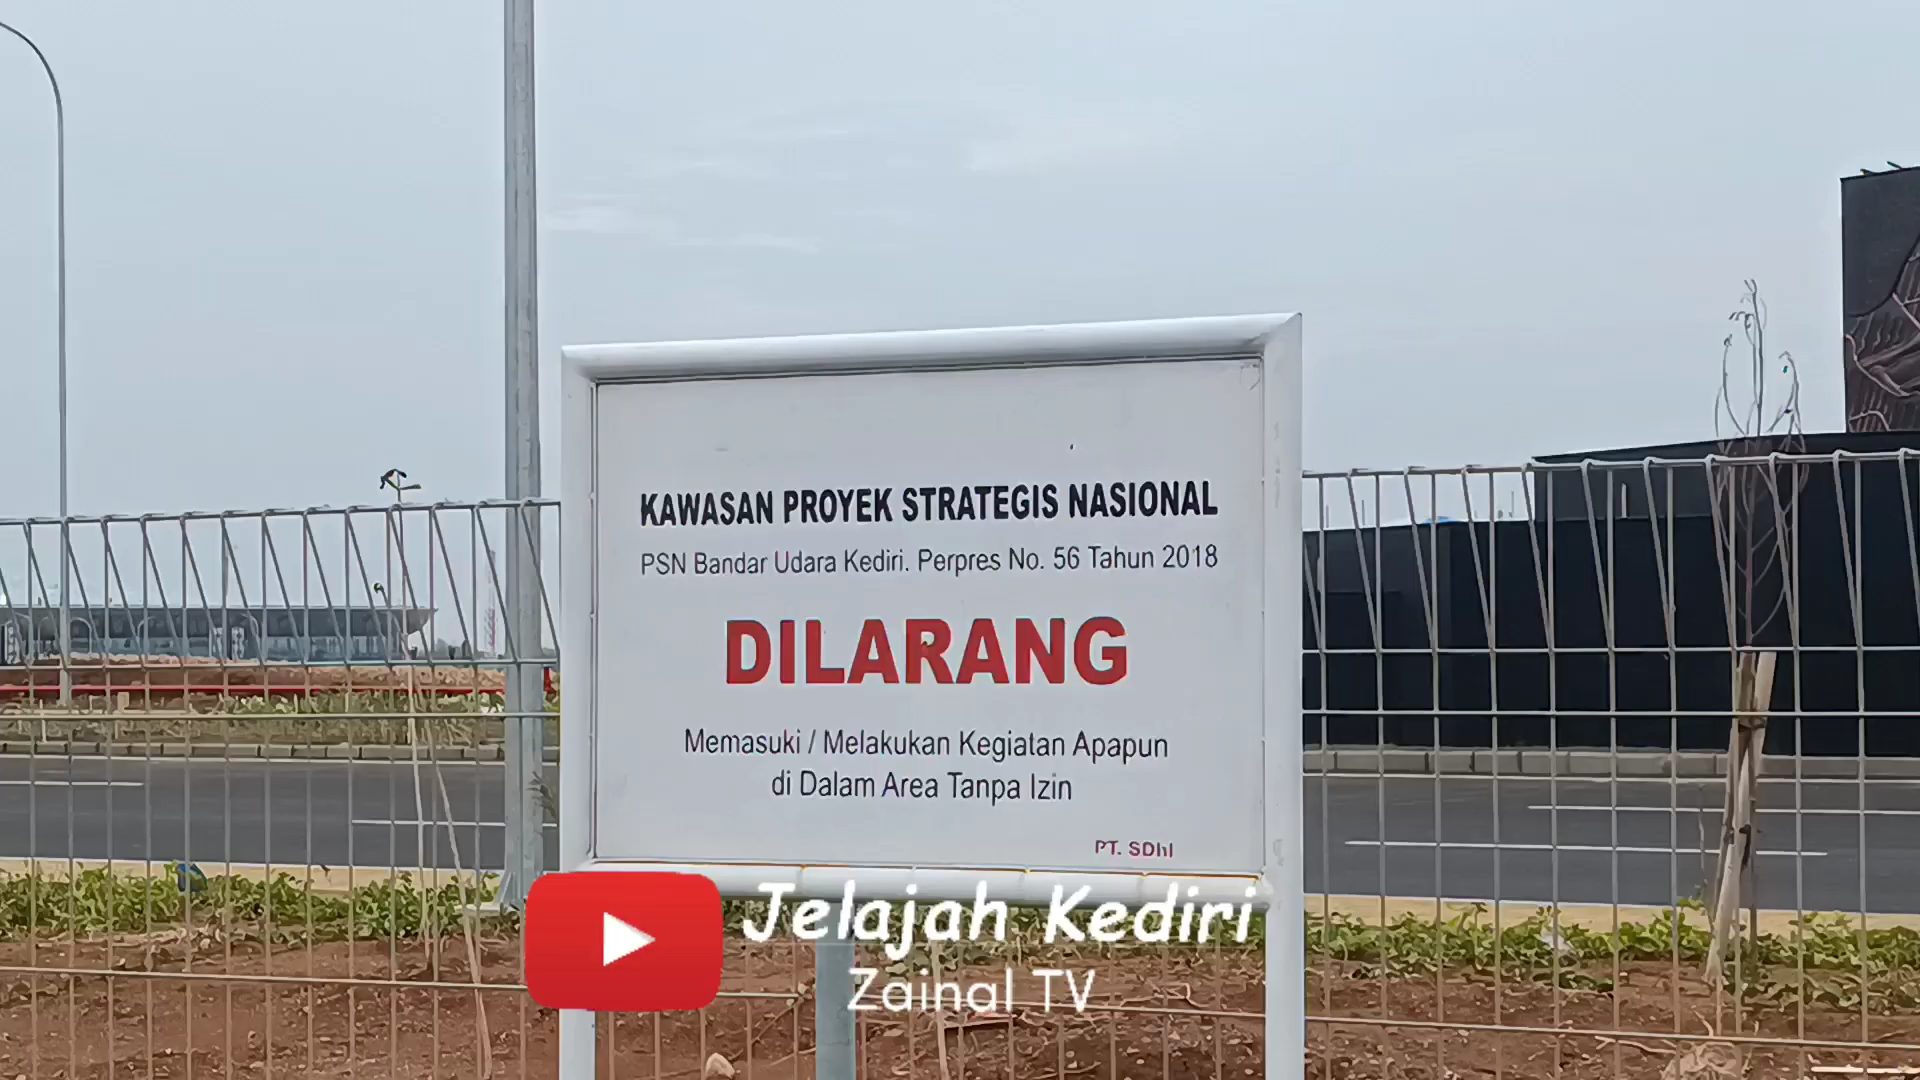 KAWASAN PROYEK STRATEGIS NASIONAL
PSN Bandar Udara Kediri. Perpres No. 56 Tahun 2018
DILARANG
Memasuki / Melakukan Kegiatan Apapun
di Dalam Area Tanpa Izin
PT. SDhI
Jelajah Kediri
Zainal TV